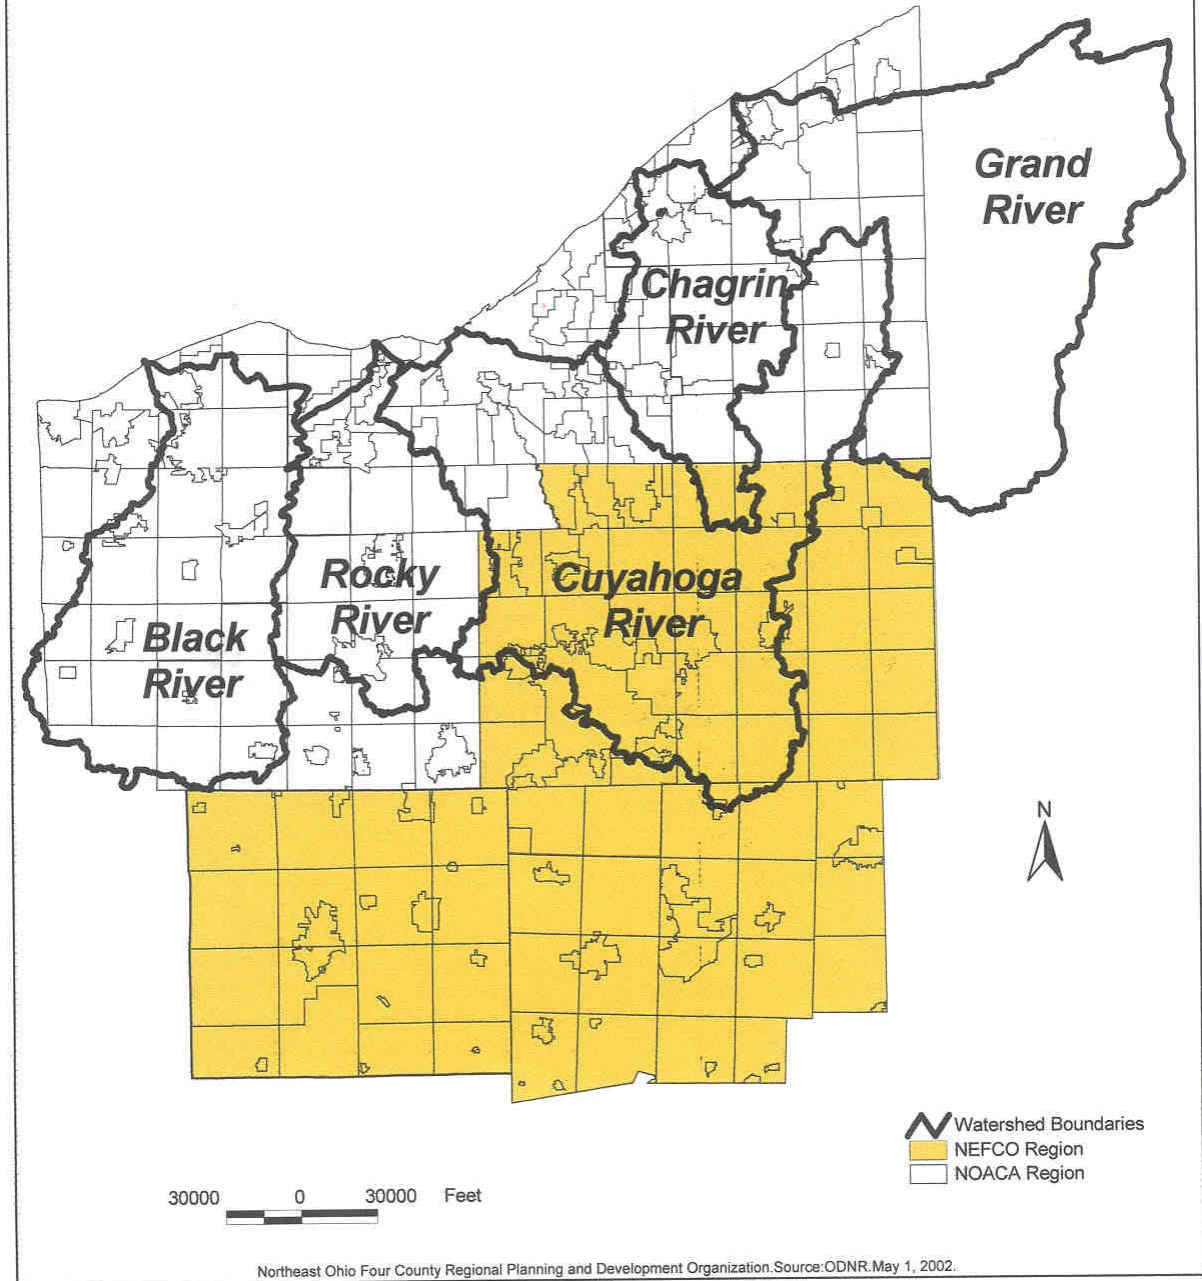 Grand
River
Chagrin
River
Rocky
River
Cuyahoga
River
Black
River
N
Watershed Boundaries
NEFCO Region
NOACA Region
30000 0 30000 Feet
Northeast Ohio Four County Regional Planning and Development Organization.Source:ODNR.May 1, 2002.